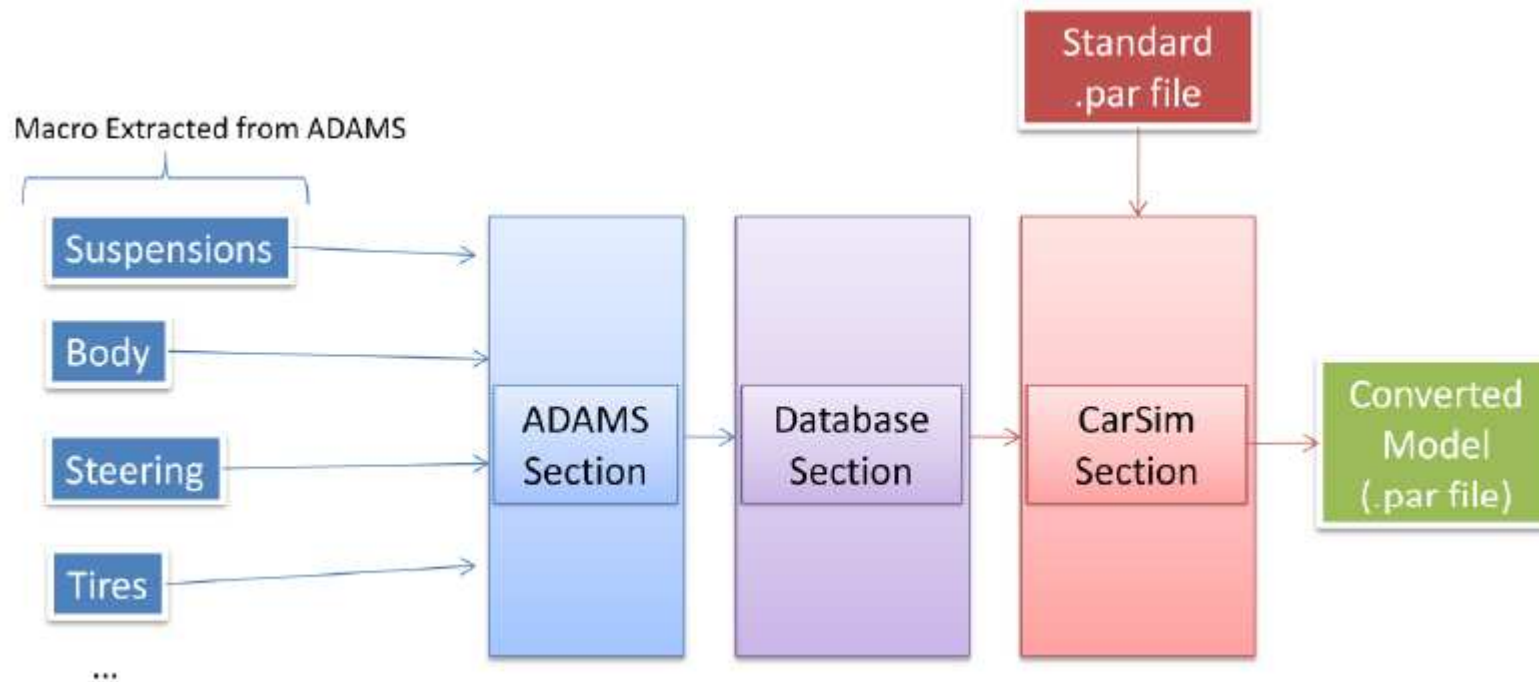 Standard
.par file
Macro Extracted from ADAMS
Suspensions
Body
Steering
Tires
...
ADAMS
Section
Database
Section
CarSim
Section
Converted
Model
(.par file)